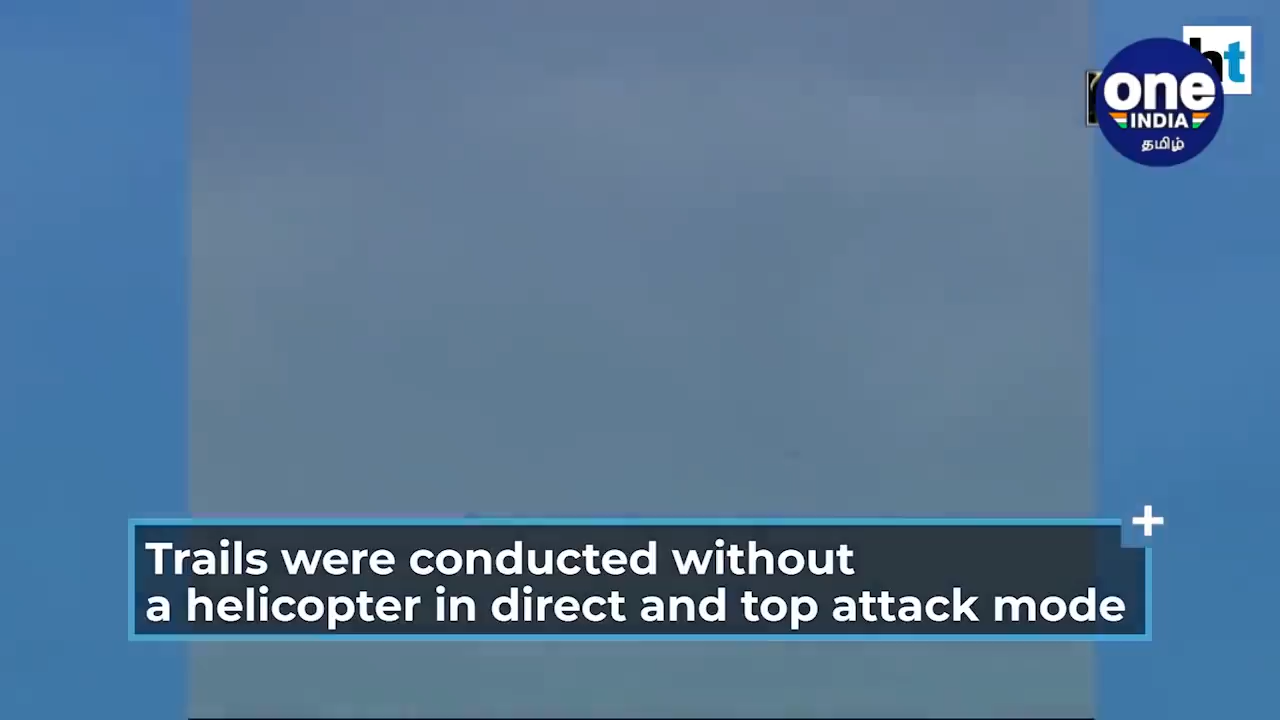 ht
one
INDIA
தமிழ்
Trails were conducted without
a helicopter in direct and top attack mode